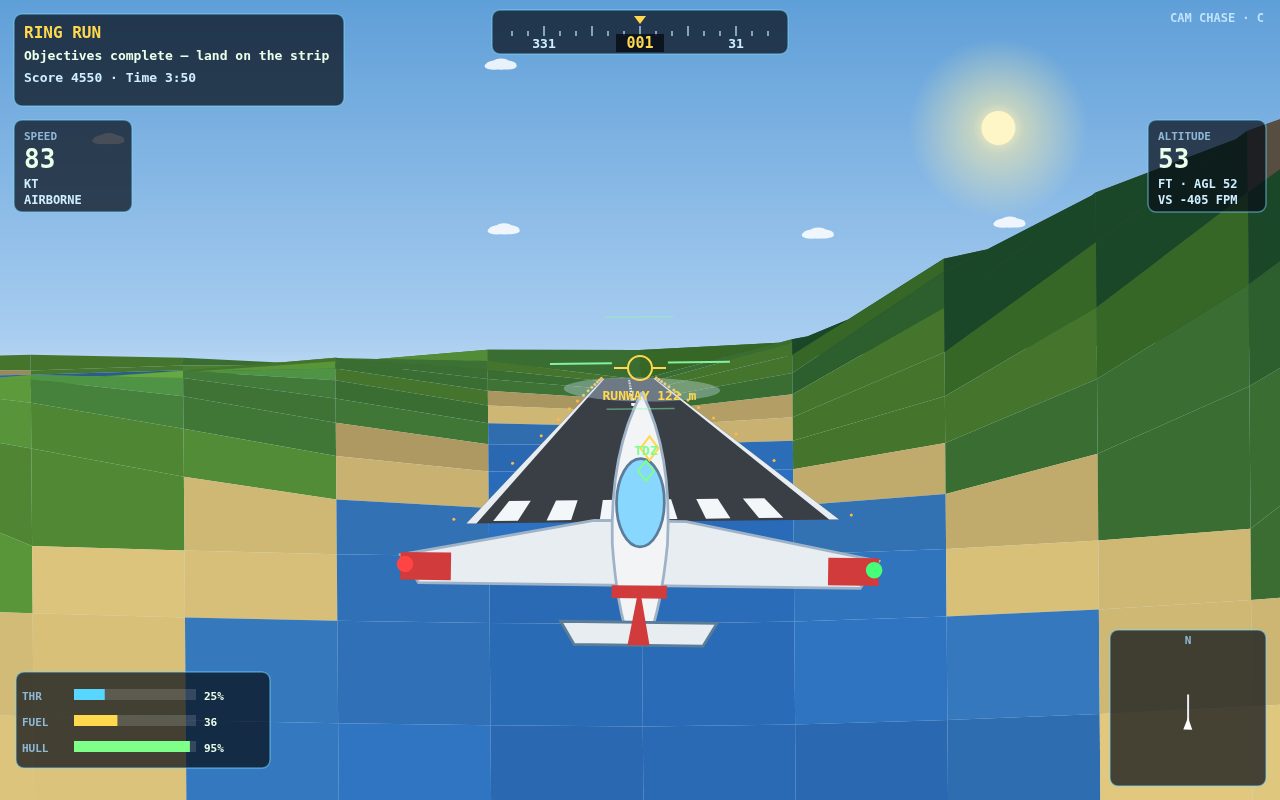 RING RUN
Objectives complete — land on the strip
Score 4550 · Time 3:50
331 001 31
CAM CHASE · C
SPEED
83
KT
AIRBORNE
ALTITUDE
53
FT · AGL 52
VS -405 FPM
RUNWAY 122 m
TDZ
THR 25%
FUEL 36
HULL 95%
N